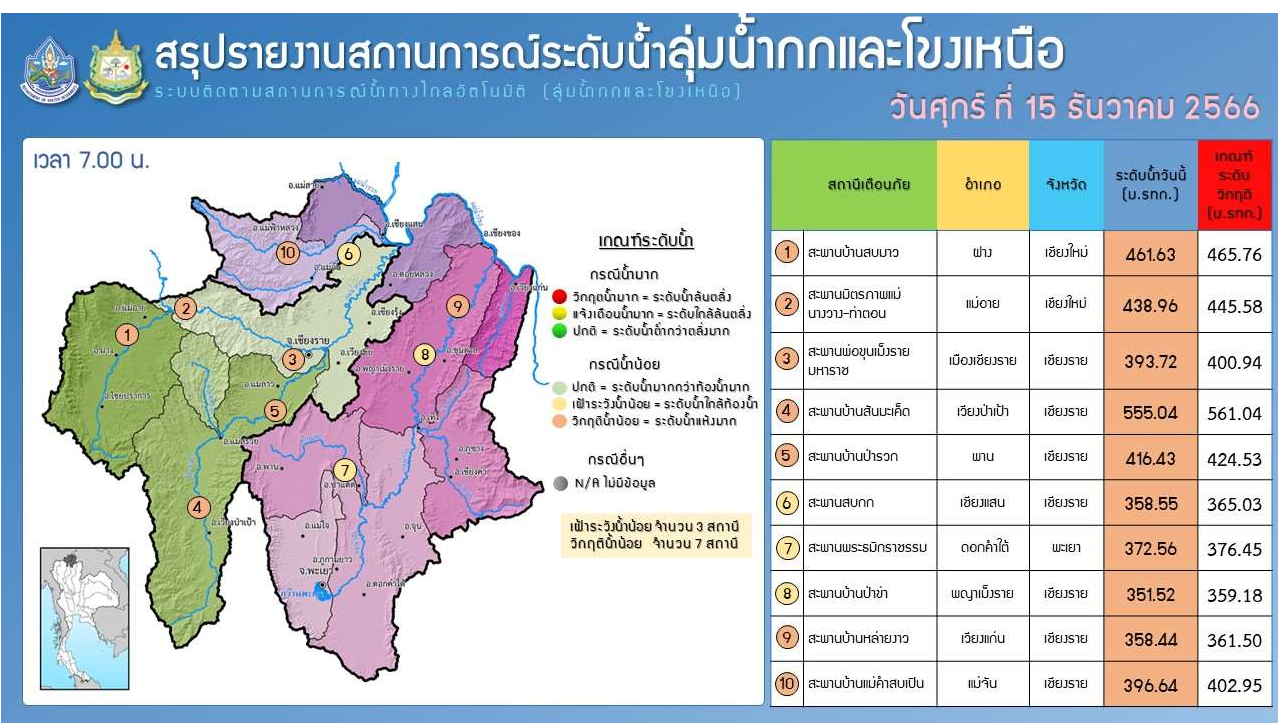 สรุปรายงานสถานการณ์ระดับน้ำลุ่มน้ำกกและโขงเหนือ
ระบบติดตามสถานการณ์น้ำทางไกลอัตโนมัติ (ลุ่มน้ำกกและโขงเหนือ)
วันศุกร์ ที่ 15 ธันวาคม 2566
เวลา 7.00 น.
อ.แม่สาย
อ.เชียงแสน
อ.แม่ฟ้าหลวง
อ.เชียงของ
10
6
อ.แม่จัน
อ.ดอยหลวง
อ.เวียงแก่น
9
อ.แม่อาย
2
อ.เวียงเชียงรุ้ง
1
จ.เชียงราย
อ.ฝาง
3
อ.เวียงชัย
8
อ.ขุนตาล
อ.พญาเม็งราย
อ.ไชยปราการ
อ.แม่ลาว
5
อ.เทิง
อ.แม่สรวย
อ.ภูซาง
อ.พาน
7
อ.เชียงคำ
อ.ป่าแดด
4
อ.เวียงป่าเป้า
อ.แม่ใจ
อ.จุน
อ.ภูกามยาว
จ.พะเยา
อ.ดอกคำใต้
กว๊านพะเยา
เกณฑ์ระดับน้ำ
กรณีน้ำมาก
วิกฤตน้ำมาก = ระดับน้ำล้นตลิ่ง
แจ้งเตือนน้ำมาก = ระดับใกล้ล้นตลิ่ง
ปกติ = ระดับน้ำต่ำกว่าตลิ่งมาก
กรณีน้ำน้อย
ปกติ = ระดับน้ำมากกว่าท้องน้ำมาก
เฝ้าระวังน้ำน้อย = ระดับน้ำใกล้ท้องน้ำ
วิกฤติน้ำน้อย = ระดับน้ำแห้งมาก
กรณีอื่นๆ
N/A ไม่มีข้อมูล
เฝ้าระวังน้ำน้อย จำนวน 3 สถานี
วิกฤติน้ำน้อย จำนวน 7 สถานี
สถานีเตือนภัย อำเภอ จังหวัด ระดับน้ำวันนี้ (ม.รทก.) เกณฑ์ระดับวิกฤติ (ม.รทก.)
1 สะพานบ้านสบมาว ฝาง เชียงใหม่ 461.63 465.76
2 สะพานมิตรภาพแม่นางวาง-ท่าตอน แม่อาย เชียงใหม่ 438.96 445.58
3 สะพานพ่อขุนเม็งรายมหาราช เมืองเชียงราย เชียงราย 393.72 400.94
4 สะพานบ้านสันมะเค็ด เวียงป่าเป้า เชียงราย 555.04 561.04
5 สะพานบ้านป่ารวก พาน เชียงราย 416.43 424.53
6 สะพานสบกก เชียงแสน เชียงราย 358.55 365.03
7 สะพานพระธมิกราชธรรม ดอกคำใต้ พะเยา 372.56 376.45
8 สะพานบ้านป่าข่า พญาเม็งราย เชียงราย 351.52 359.18
9 สะพานบ้านหล่ายงาว เวียงแก่น เชียงราย 358.44 361.50
10 สะพานบ้านแม่คำสบเปิน แม่จัน เชียงราย 396.64 402.95